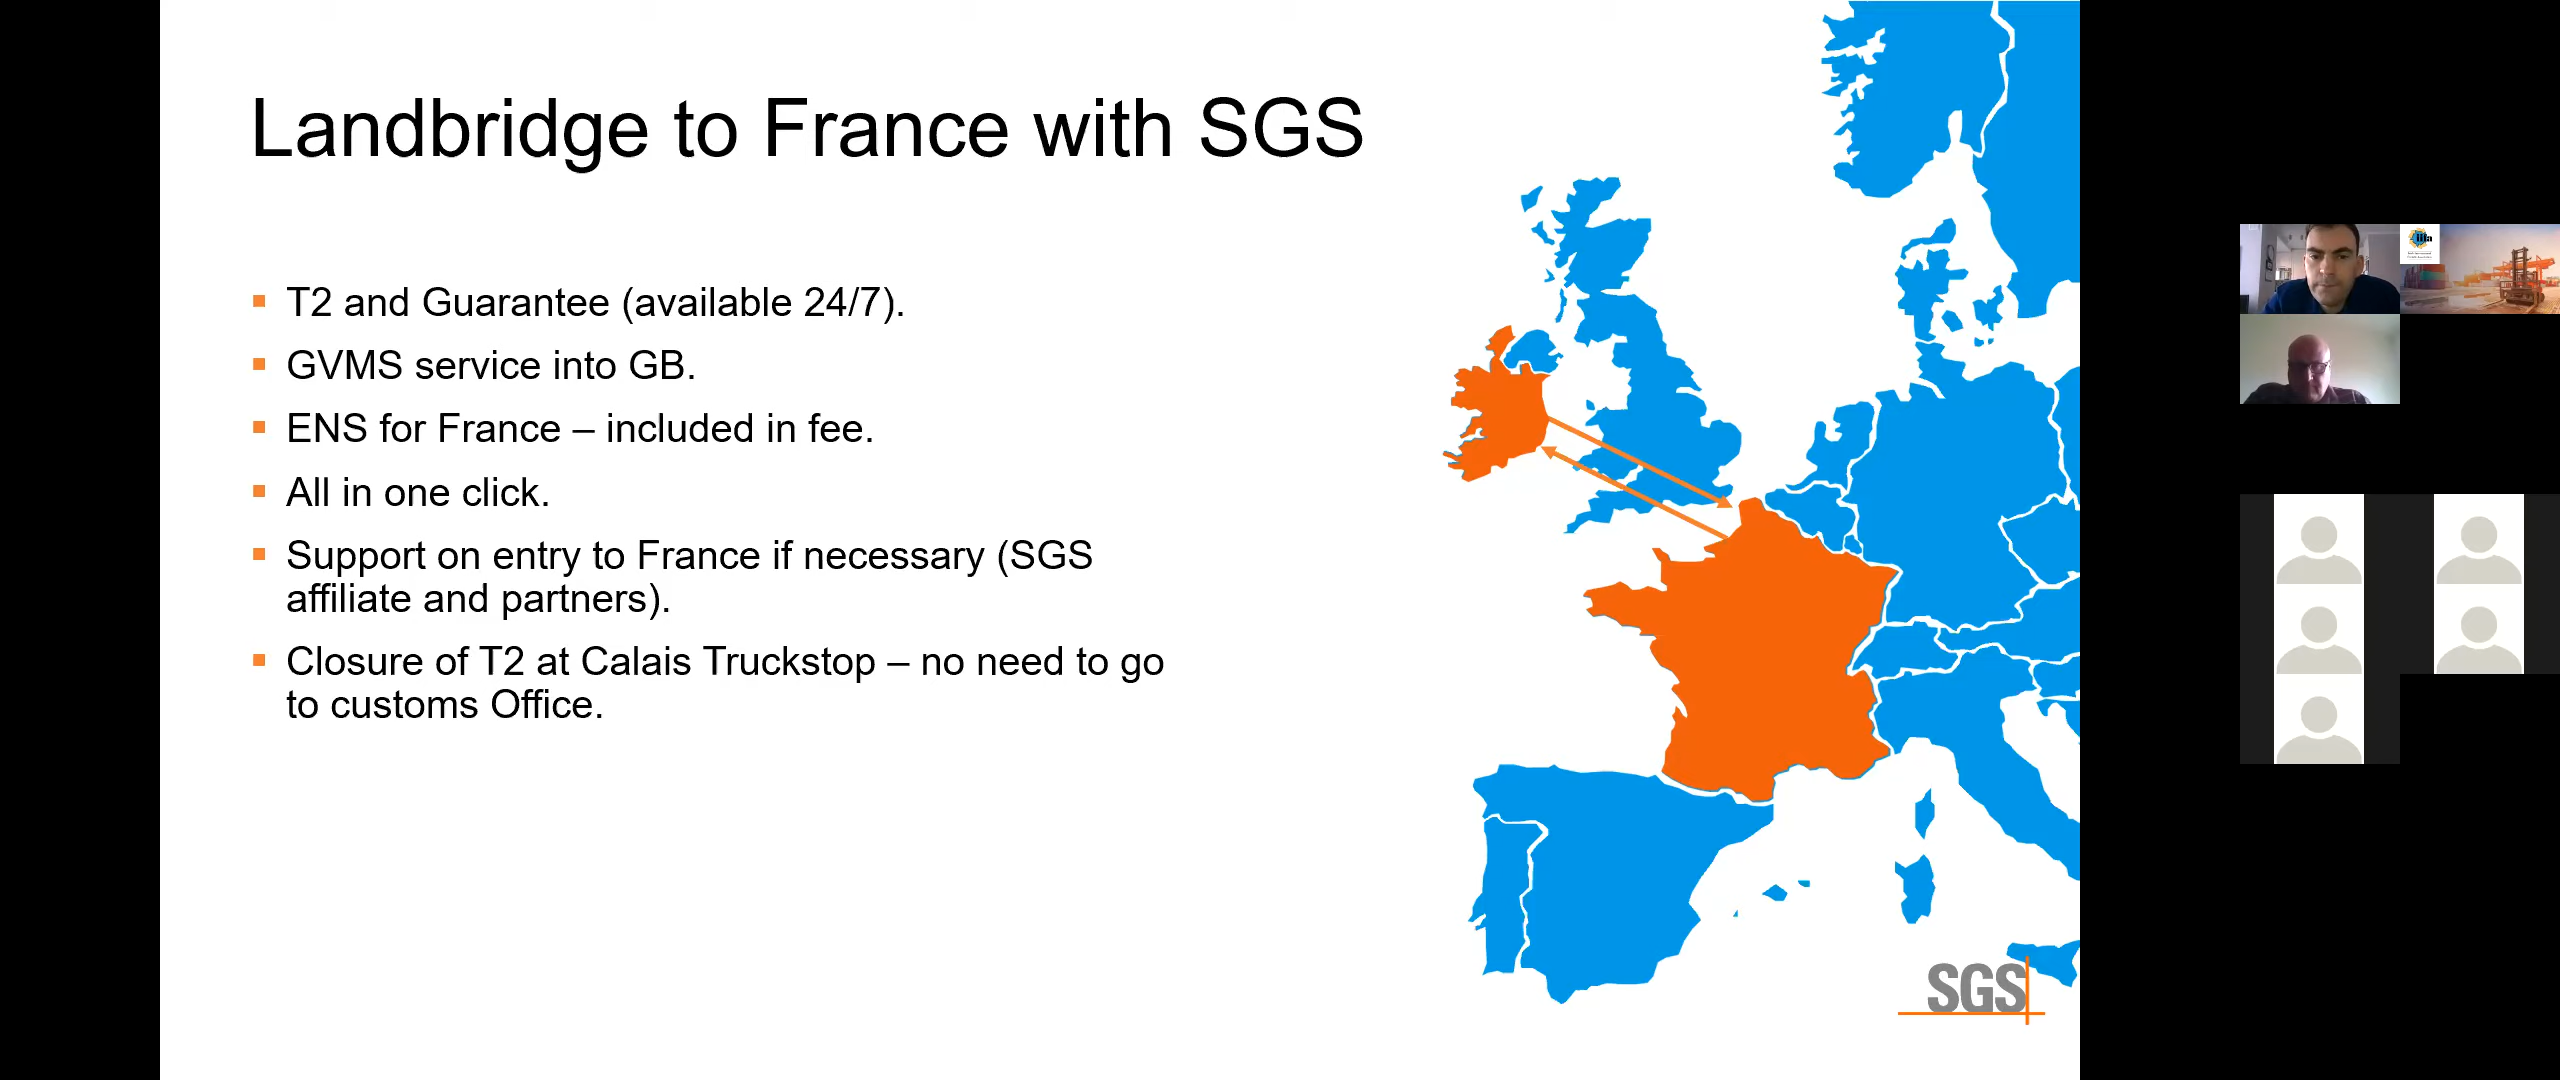 Landbridge to France with SGS
T2 and Guarantee (available 24/7).
GVMS service into GB.
ENS for France – included in fee.
All in one click.
Support on entry to France if necessary (SGS
affiliate and partners).
Closure of T2 at Calais Truckstop – no need to go
to customs Office.
SGS